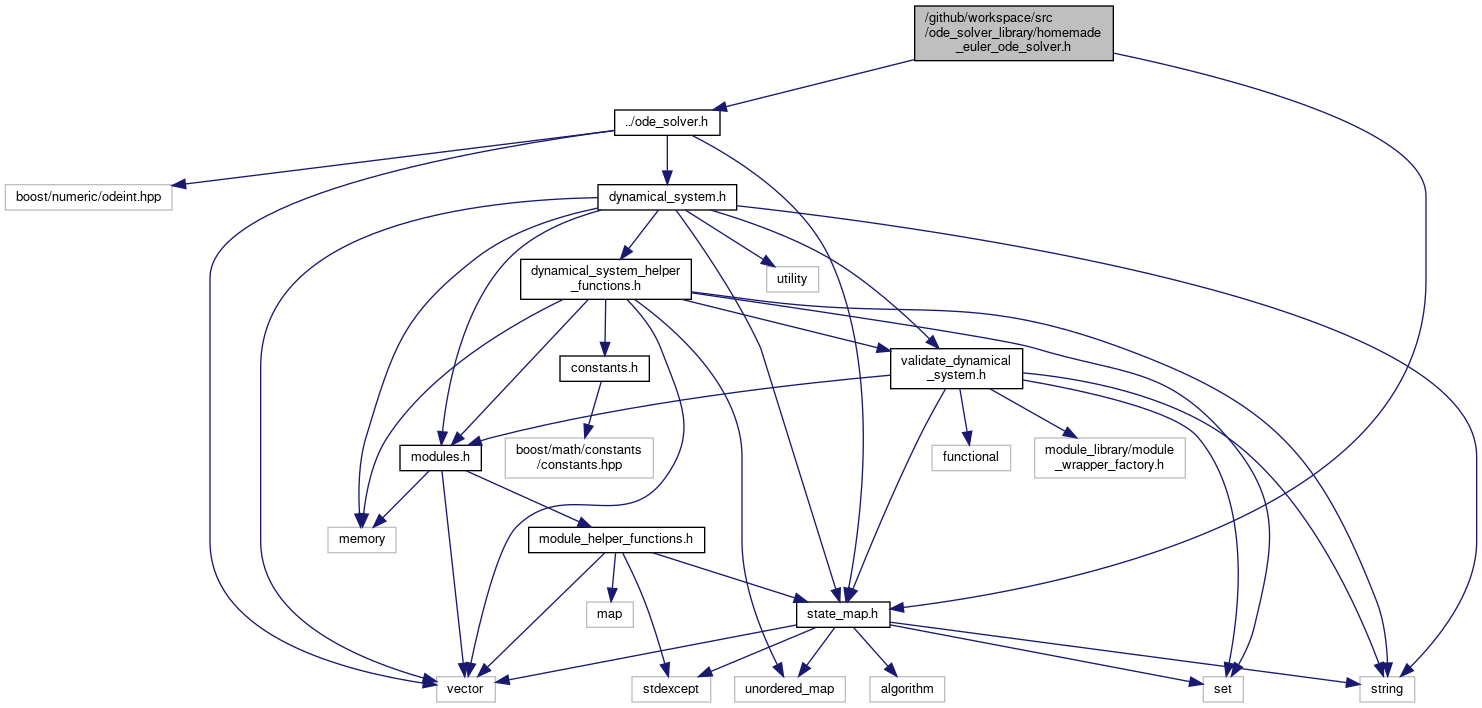 /github/workspace/src
/ode_solver_library/homemade
_euler_ode_solver.h
../ode_solver.h
boost/numeric/odeint.hpp
dynamical_system.h
dynamical_system_helper
_functions.h
utility
constants.h
validate_dynamical
_system.h
modules.h
boost/math/constants
/constants.hpp
functional
module_library/module
_wrapper_factory.h
memory
module_helper_functions.h
map
state_map.h
vector
stdexcept
unordered_map
algorithm
set
string